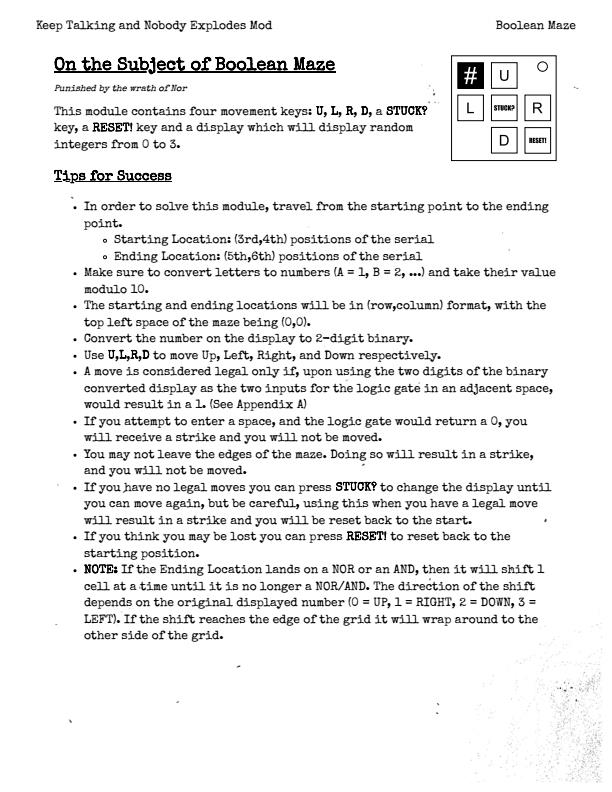 Keep Talking and Nobody Explodes Mod Boolean Maze
On the Subject of Boolean Maze
Punished by the wrath of Nor
This module contains four movement keys: U, L, R, D, a STUCK?
key, a RESET! key and a display which will display random
integers from 0 to 3.
# U
L STUCK? R
D RESET!
Tips for Success
• In order to solve this module, travel from the starting point to the ending
point.
∘ Starting Location: (3rd,4th) positions of the serial
∘ Ending Location: (5th,6th) positions of the serial
• Make sure to convert letters to numbers (A = 1, B = 2, ...) and take their value
modulo 10.
• The starting and ending locations will be in (row,column) format, with the
top left space of the maze being (0,0).
• Convert the number on the display to 2-digit binary.
• Use U,L,R,D to move Up, Left, Right, and Down respectively.
• A move is considered legal only if, upon using the two digits of the binary
converted display as the two inputs for the logic gate in an adjacent space,
would result in a 1. (See Appendix A)
• If you attempt to enter a space, and the logic gate would return a 0, you
will receive a strike and you will not be moved.
• You may not leave the edges of the maze. Doing so will result in a strike,
and you will not be moved.
• If you have no legal moves you can press STUCK? to change the display until
you can move again, but be careful, using this when you have a legal move
will result in a strike and you will be reset back to the start.
• If you think you may be lost you can press RESET! to reset back to the
starting position.
• NOTE: If the Ending Location lands on a NOR or an AND, then it will shift 1
cell at a time until it is no longer a NOR/AND. The direction of the shift
depends on the original displayed number (0 = UP, 1 = RIGHT, 2 = DOWN, 3 =
LEFT). If the shift reaches the edge of the grid it will wrap around to the
other side of the grid.